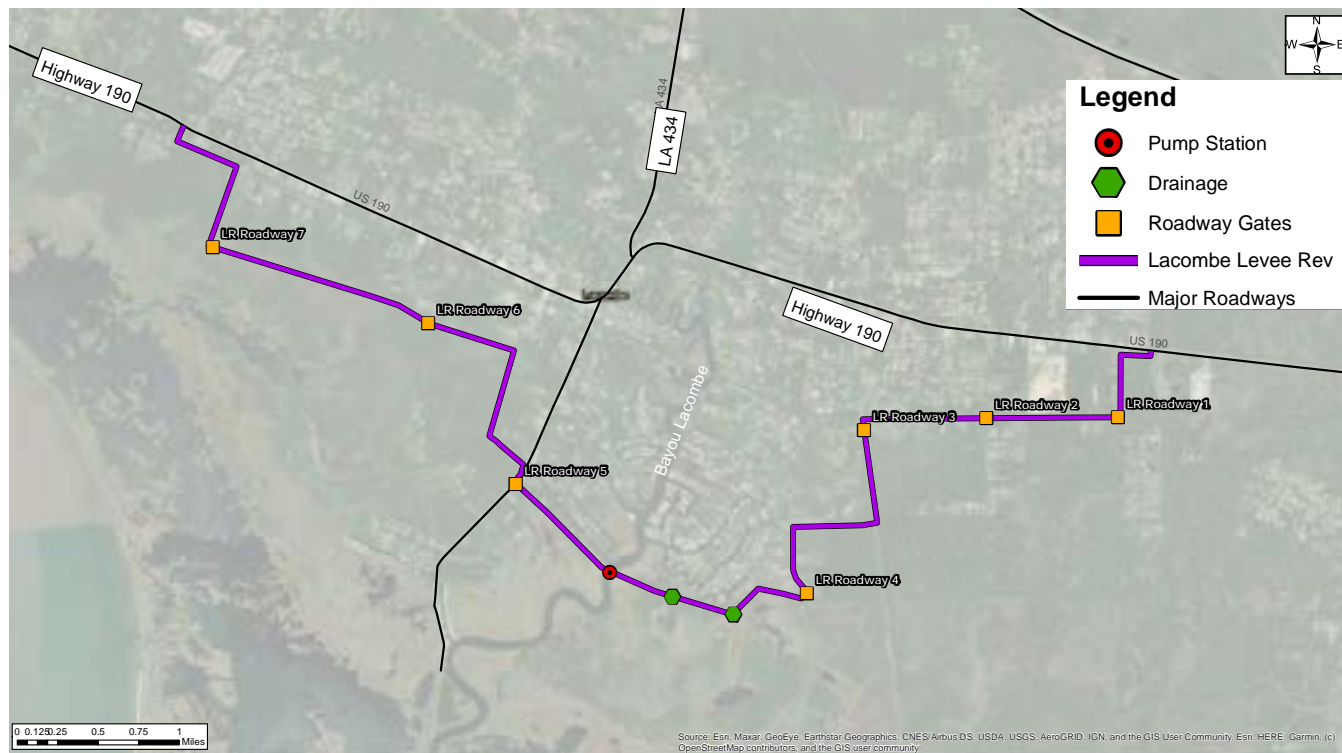 Highway 190
LA 434
LA 434
N
W E
S
Legend
Pump Station
Drainage
Roadway Gates
Lacombe Levee Rev
Major Roadways
US 190
LR Roadway 7
LR Roadway 6
Highway 190
US 190
Bayou Lacombe
LR Roadway 3
LR Roadway 2
LR Roadway 1
LR Roadway 5
LR Roadway 4
0 0.125 0.25 0.5 0.75 1
Miles
Source: Esri, Maxar, GeoEye, Earthstar Geographics, CNES/Airbus DS, USDA, USGS, AeroGRID, IGN, and the GIS User Community, Esri, HERE, Garmin, (c)
OpenStreetMap contributors, and the GIS user community